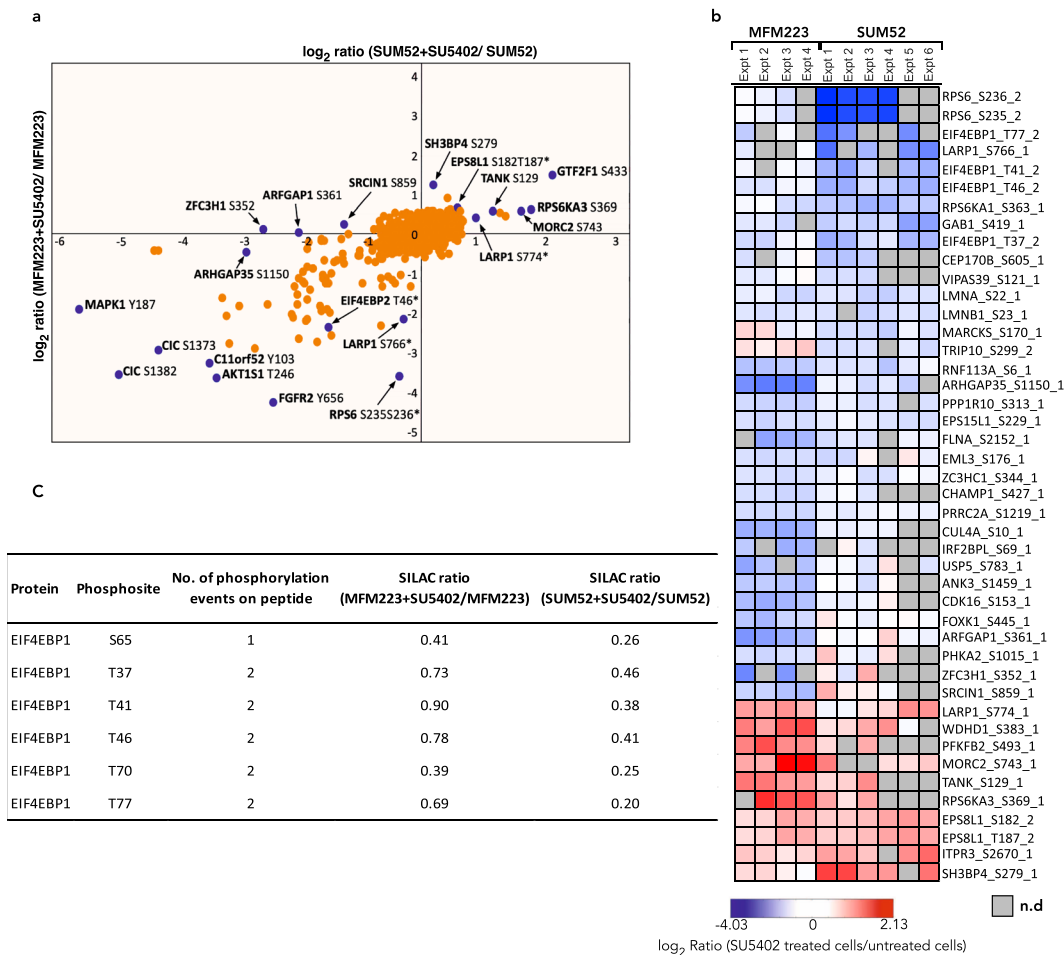 a
log2 ratio (SUM52+SU5402/ SUM52)
log2 ratio (MFM223+SU5402/ MFM223)
4
3
2
1
0
-1
-2
-3
-4
-5
-6
-5
-4
-3
-2
-1
0
1
2
3
SH3BP4 S279
EPS8L1 S182T187*
GTF2F1 S433
TANK S129
SRCIN1 S859
ARFGAP1 S361
ZFC3H1 S352
RPS6KA3 S369
MORC2 S743
LARP1 S774*
ARHGAP35 S1150
EIF4EBP2 T46*
MAPK1 Y187
LARP1 S766*
CIC S1373
C11orf52 Y103
CIC S1382
AKT1S1 T246
FGFR2 Y656
RPS6 S235S236*
b
MFM223 SUM52
Expt 1
Expt 2
Expt 3
Expt 4
Expt 1
Expt 2
Expt 3
Expt 4
Expt 5
Expt 6
RPS6_S236_2
RPS6_S235_2
EIF4EBP1_T77_2
LARP1_S766_1
EIF4EBP1_T41_2
EIF4EBP1_T46_2
RPS6KA1_S363_1
GAB1_S419_1
EIF4EBP1_T37_2
CEP170B_S605_1
VIPAS39_S121_1
LMNA_S22_1
LMNB1_S23_1
MARCKS_S170_1
TRIP10_S299_2
RNF113A_S6_1
ARHGAP35_S1150_1
PPP1R10_S313_1
EPS15L1_S229_1
FLNA_S2152_1
EML3_S176_1
ZC3HC1_S344_1
CHAMP1_S427_1
PRRC2A_S1219_1
CUL4A_S10_1
IRF2BPL_S69_1
USP5_S783_1
ANK3_S1459_1
CDK16_S153_1
FOXK1_S445_1
ARFGAP1_S361_1
PHKA2_S1015_1
ZFC3H1_S352_1
SRCIN1_S859_1
LARP1_S774_1
WDHD1_S383_1
PFKFB2_S493_1
MORC2_S743_1
TANK_S129_1
RPS6KA3_S369_1
EPS8L1_S182_2
EPS8L1_T187_2
ITPR3_S2670_1
SH3BP4_S279_1
n.d
-4.03 0 2.13
log2 Ratio (SU5402 treated cells/untreated cells)
C
Protein Phosphosite No. of phosphorylation events on peptide SILAC ratio (MFM223+SU5402/MFM223) SILAC ratio (SUM52+SU5402/SUM52)
EIF4EBP1 S65 1 0.41 0.26
EIF4EBP1 T37 2 0.73 0.46
EIF4EBP1 T41 2 0.90 0.38
EIF4EBP1 T46 2 0.78 0.41
EIF4EBP1 T70 2 0.39 0.25
EIF4EBP1 T77 2 0.69 0.20